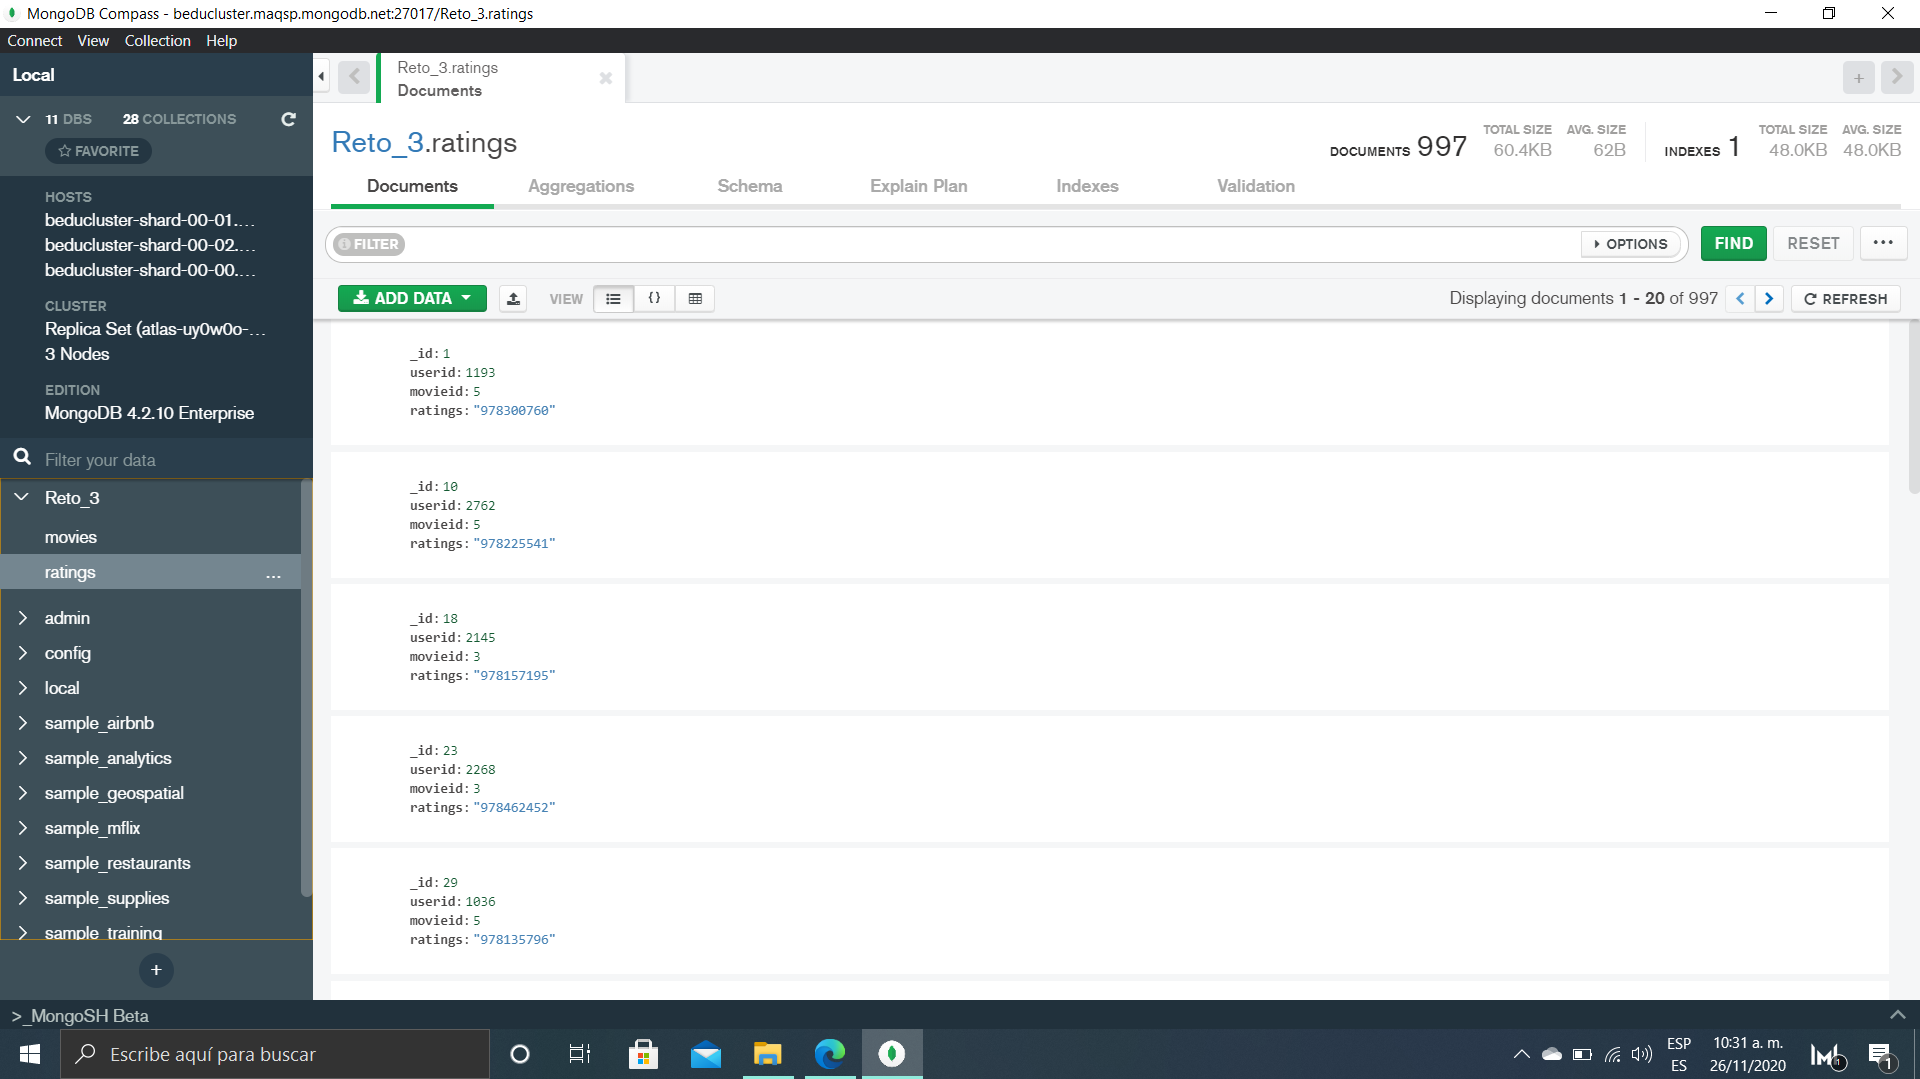 MongoDB Compass - beducluster.maqsp.mongodb.net:27017/Reto_3.ratings
Connect View Collection Help
Local
11 DBS 28 COLLECTIONS
FAVORITE
HOSTS
beducluster-shard-00-01....
beducluster-shard-00-02....
beducluster-shard-00-00....
CLUSTER
Replica Set (atlas-uy0w0o-...
3 Nodes
EDITION
MongoDB 4.2.10 Enterprise
Filter your data
Reto_3
movies
ratings ...
admin
config
local
sample_airbnb
sample_analytics
sample_geospatial
sample_mflix
sample_restaurants
sample_supplies
sample_training
+
Reto_3.ratings
Documents
+
Reto_3.ratings
DOCUMENTS 997 TOTAL SIZE 60.4KB AVG. SIZE 62B INDEXES 1 TOTAL SIZE 48.0KB AVG. SIZE 48.0KB
Documents Aggregations Schema Explain Plan Indexes Validation
FILTER OPTIONS FIND RESET ...
ADD DATA VIEW {} Displaying documents 1 - 20 of 997 REFRESH
_id: 1
userid: 1193
movieid: 5
ratings: "978300760"
_id: 10
userid: 2762
movieid: 5
ratings: "978225541"
_id: 18
userid: 2145
movieid: 3
ratings: "978157195"
_id: 23
userid: 2268
movieid: 3
ratings: "978462452"
_id: 29
userid: 1036
movieid: 5
ratings: "978135796"
>_MongoSH Beta
Escribe aquí para buscar
ESP
ES
10:31 a. m.
26/11/2020
1
1